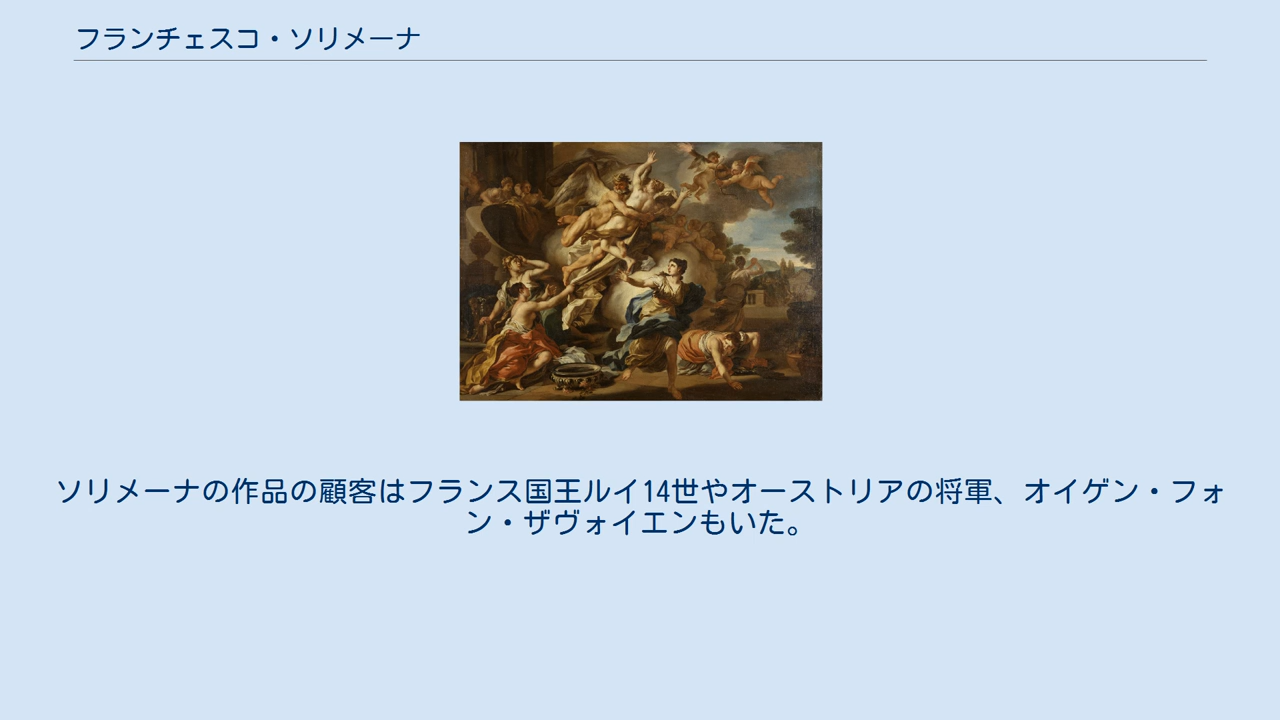 フランチェスコ・ソリメーナ
ソリメーナの作品の顧客はフランス国王ルイ14世やオーストリアの将軍、オイゲン・フォ
ン・ザヴォイエンもいた。